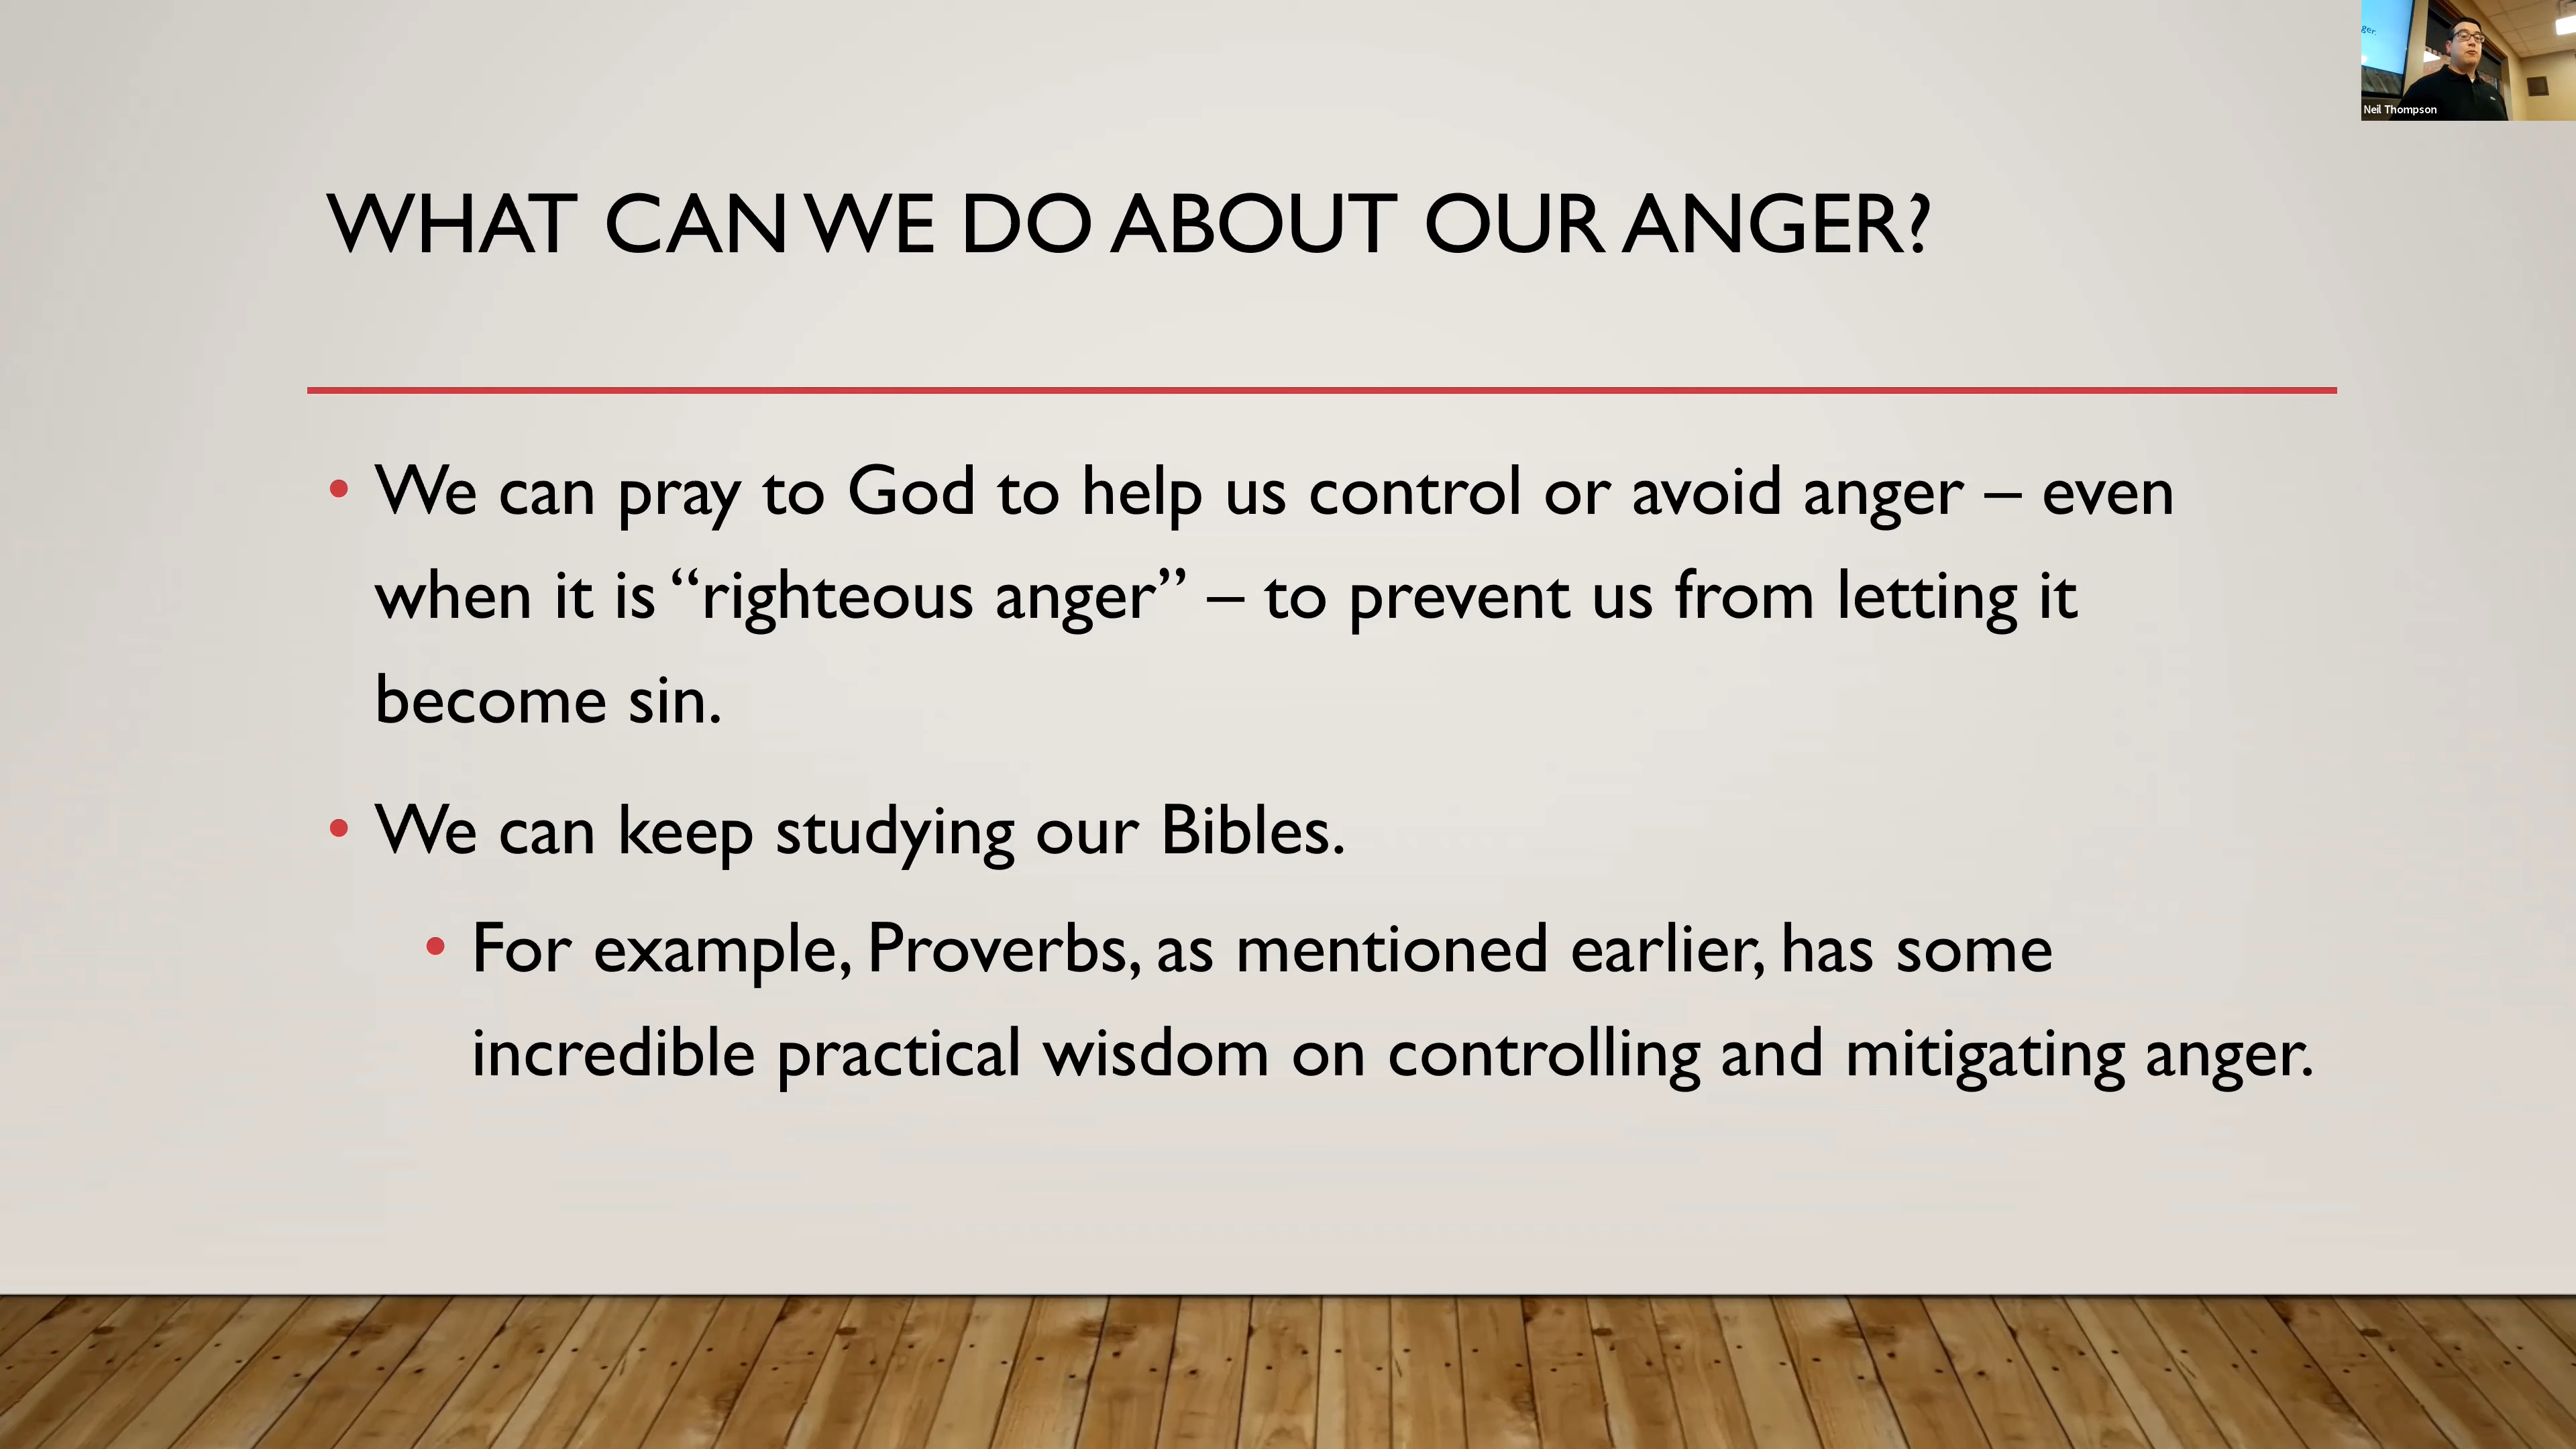 ger.
Neil Thompson
WHAT CAN WE DO ABOUT OUR ANGER?
• We can pray to God to help us control or avoid anger – even
when it is “righteous anger” – to prevent us from letting it
become sin.
• We can keep studying our Bibles.
• For example, Proverbs, as mentioned earlier, has some
incredible practical wisdom on controlling and mitigating anger.